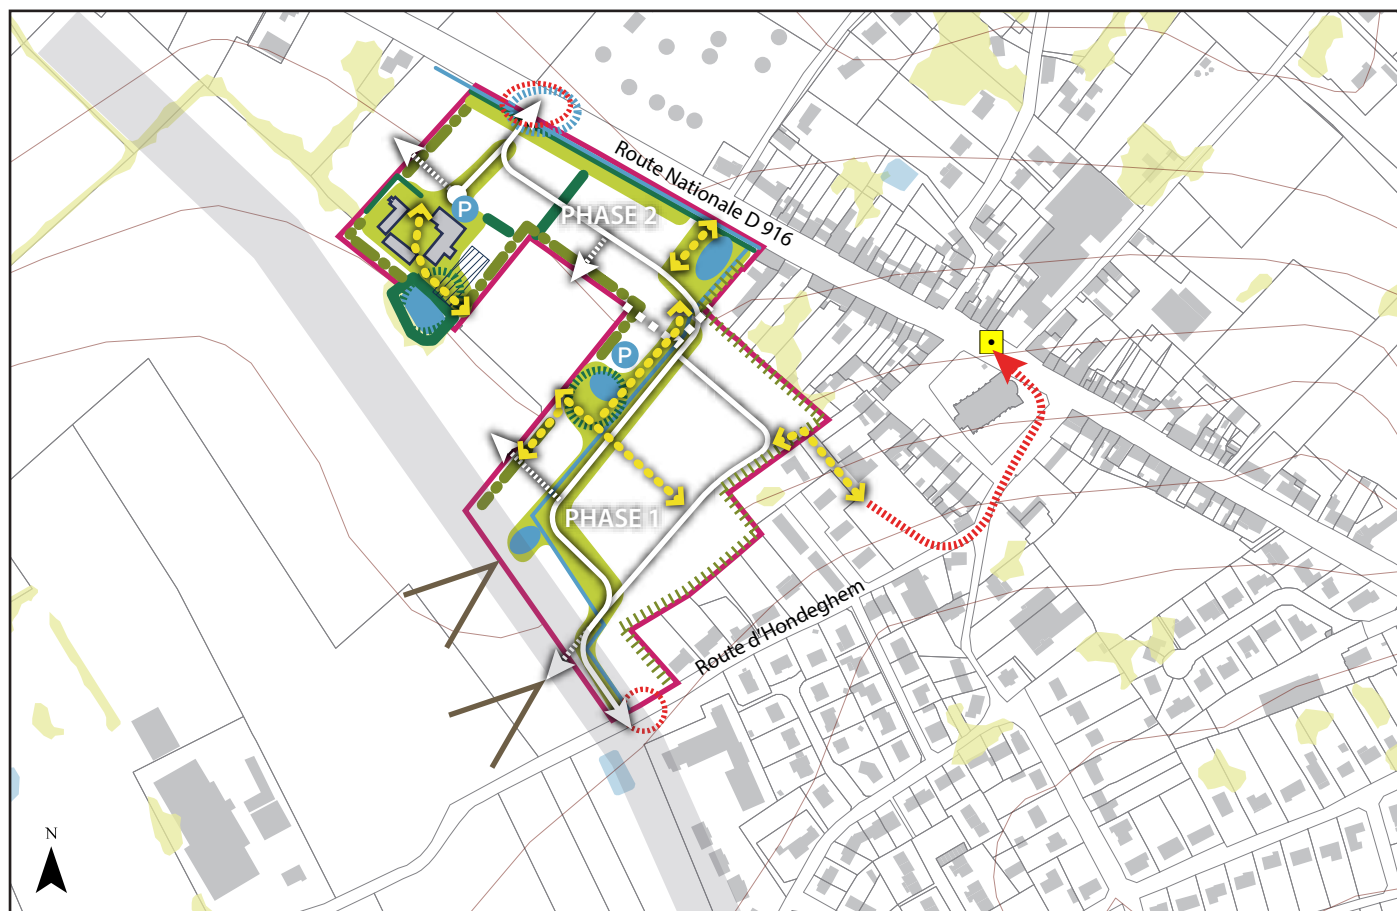 Route Nationale D 916
P
PHASE 2
P
PHASE 1
Route d'Hondeghem
N